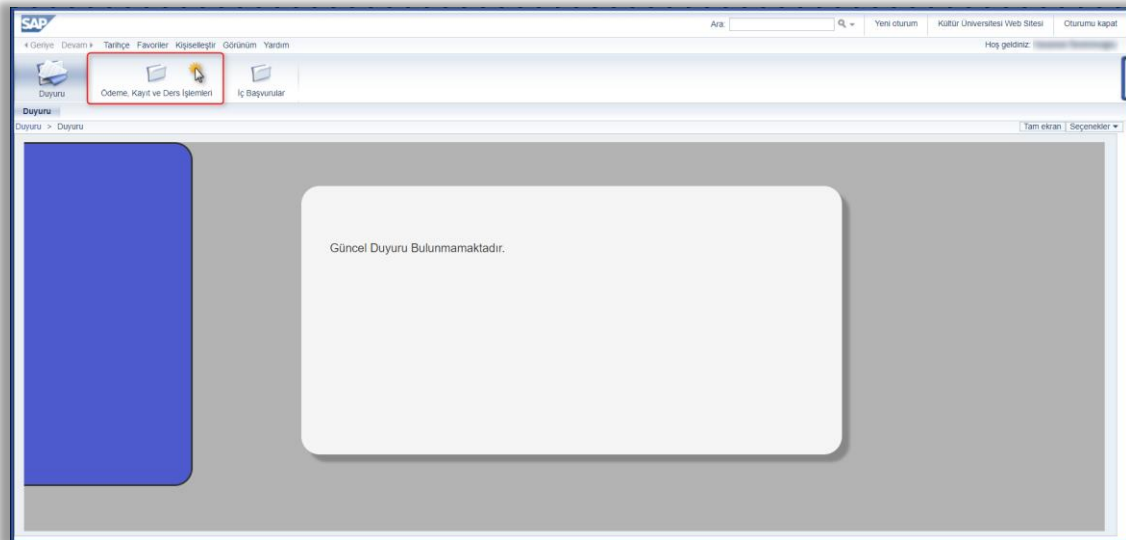 SAP
Ara:
Yeni oturum
Kültür Üniversitesi Web Sitesi
Oturumu kapat
Geriye Devam Tarihçe Favoriler Kişiselleştir Görünüm Yardım
Hoş geldiniz:
Duyuru
Ödeme, Kayıt ve Ders İşlemleri
İç Başvurular
Duyuru
Duyuru > Duyuru
Tam ekran
Seçenekler
Güncel Duyuru Bulunmamaktadır.